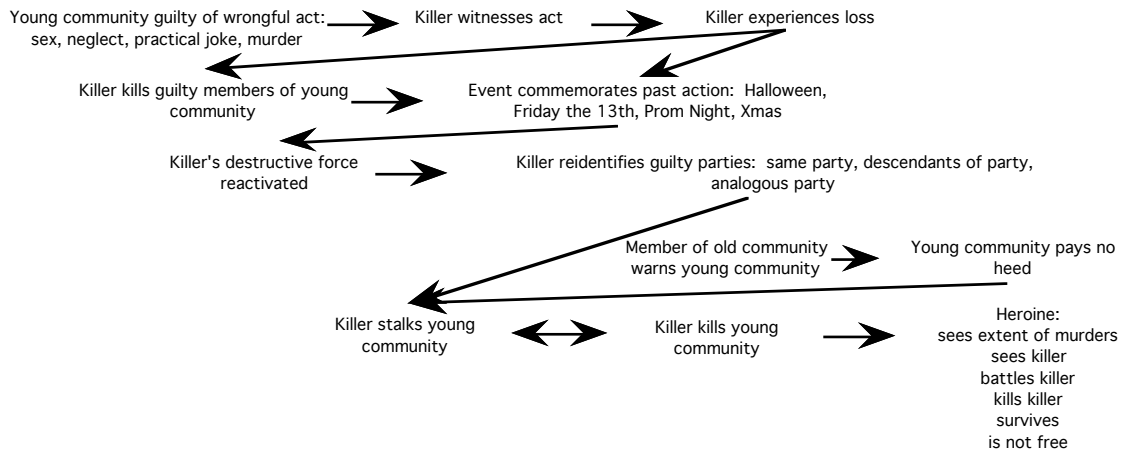 Young community guilty of wrongful act:
sex, neglect, practical joke, murder
Killer witnesses act
Killer experiences loss
Killer kills guilty members of young
community
Event commemorates past action:  Halloween,
Friday the 13th, Prom Night, Xmas
Killer's destructive force
reactivated
Killer reidentifies guilty parties:  same party, descendants of party,
analogous party
Member of old community
warns young community
Young community pays no
heed
Killer stalks young
community
Killer kills young
community
Heroine:
sees extent of murders
sees killer
battles killer
kills killer
survives
is not free